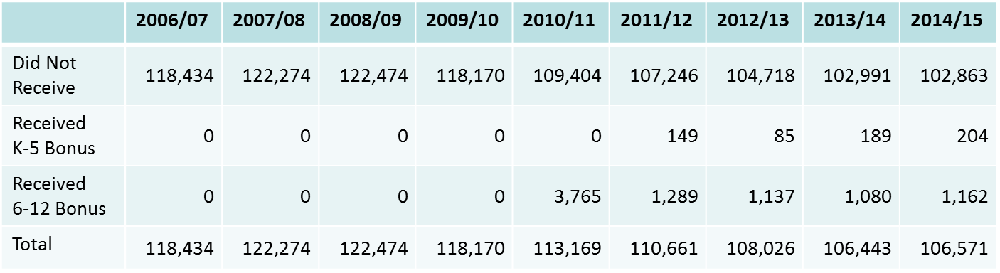 2006/07 2007/08 2008/09 2009/10 2010/11 2011/12 2012/13 2013/14 2014/15
Did Not
Receive 118,434 122,274 122,474 118,170 109,404 107,246 104,718 102,991 102,863
Received
K-5 Bonus 0 0 0 0 0 149 85 189 204
Received
6-12 Bonus 0 0 0 0 3,765 1,289 1,137 1,080 1,162
Total 118,434 122,274 122,474 118,170 113,169 110,661 108,026 106,443 106,571